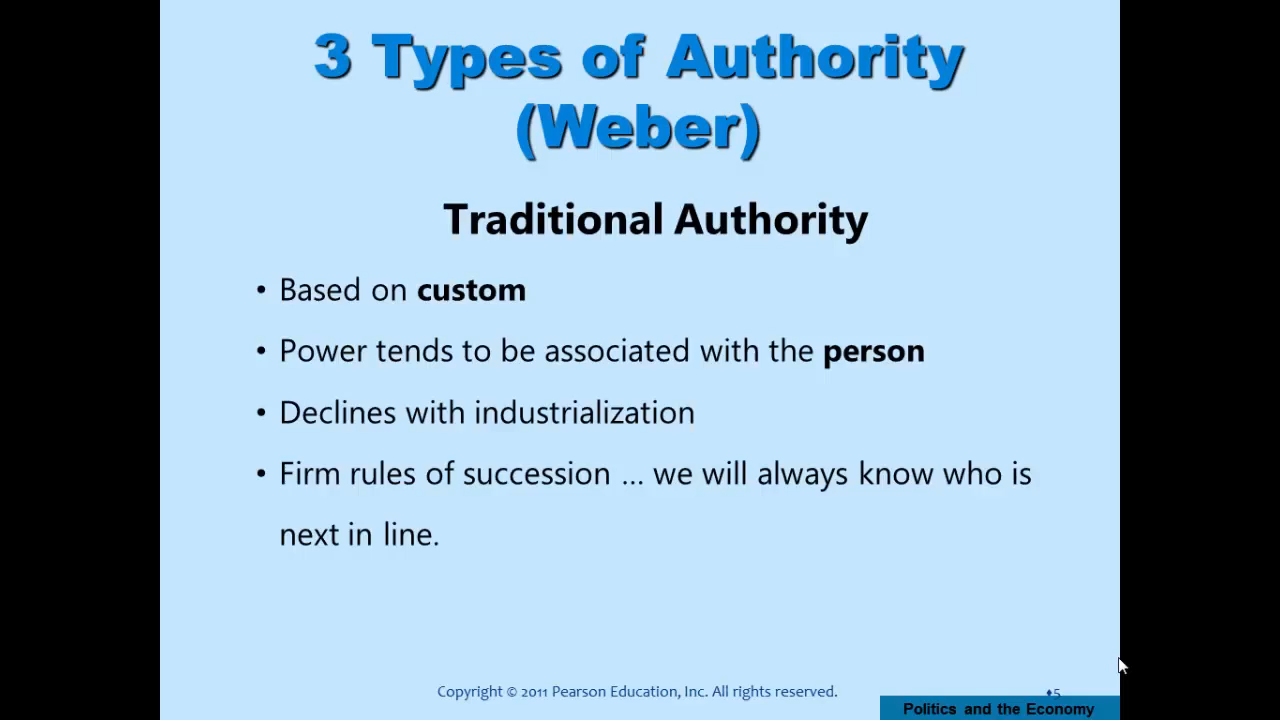 3 Types of Authority
(Weber)
Traditional Authority
• Based on custom
• Power tends to be associated with the person
• Declines with industrialization
• Firm rules of succession ... we will always know who is
next in line.
Copyright © 2011 Pearson Education, Inc. All rights reserved.
♦5
Politics and the Economy